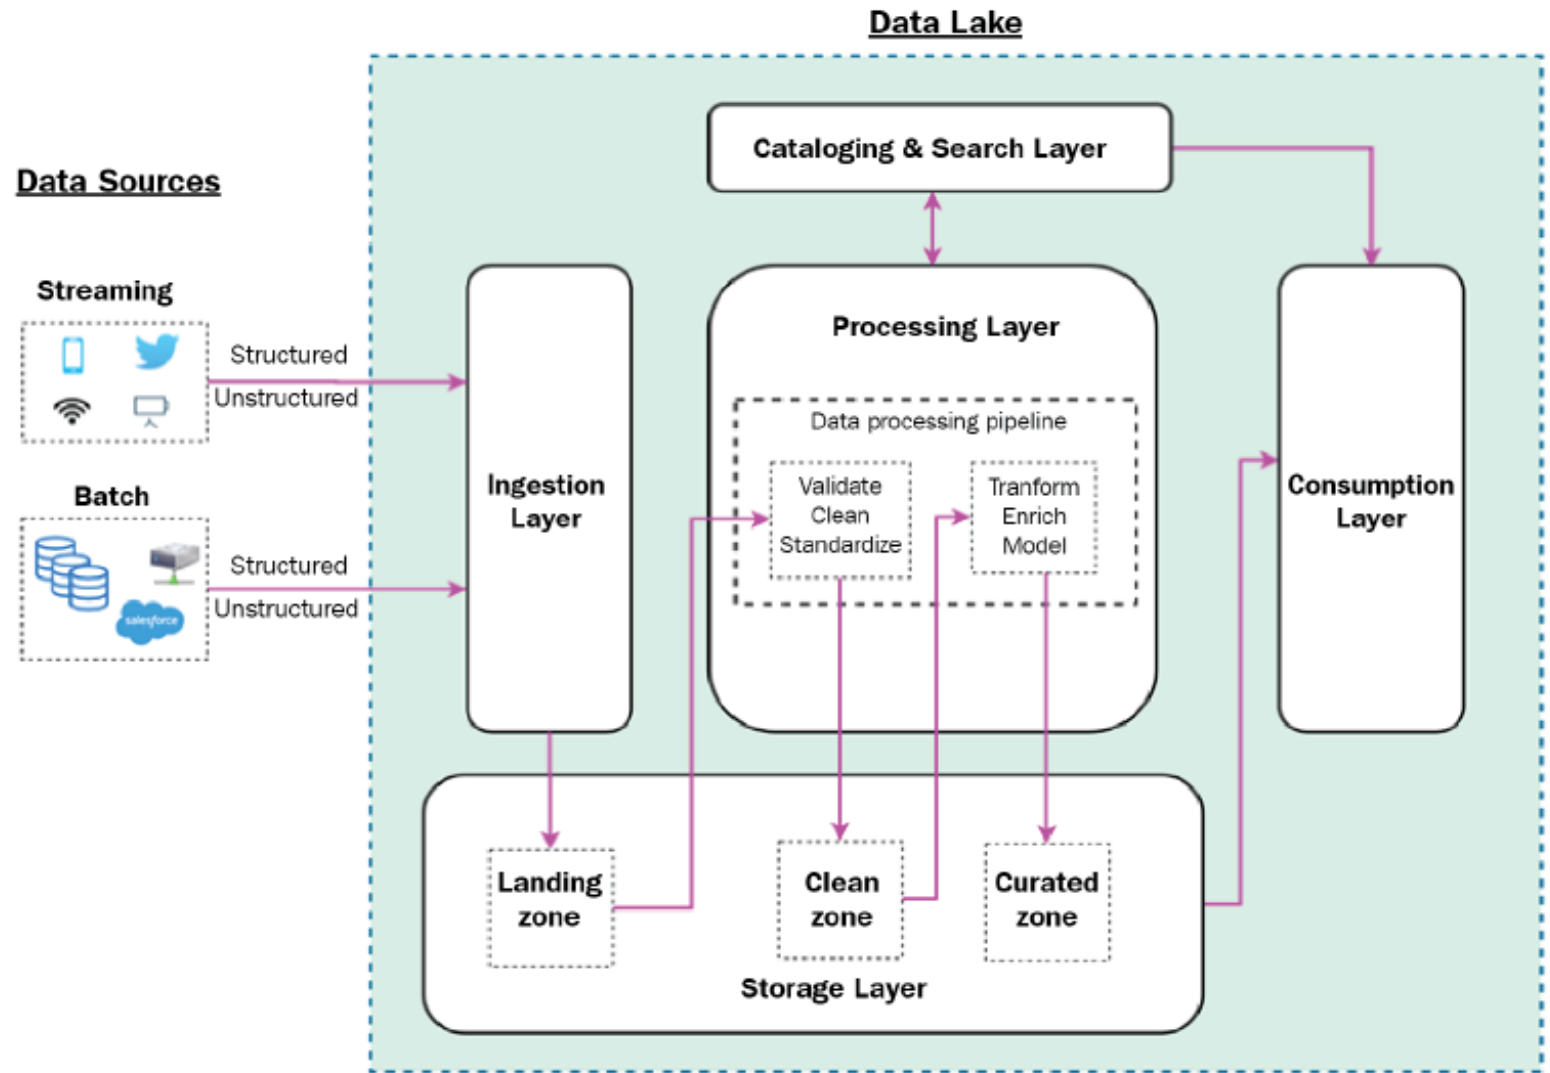 Data Lake
Data Sources
Cataloging & Search Layer
Streaming
Structured
Unstructured
Batch
salesforce
Structured
Unstructured
Ingestion
Layer
Processing Layer
Data processing pipeline
Validate
Clean
Standardize
Tranform
Enrich
Model
Consumption
Layer
Landing
zone
Clean
zone
Curated
zone
Storage Layer